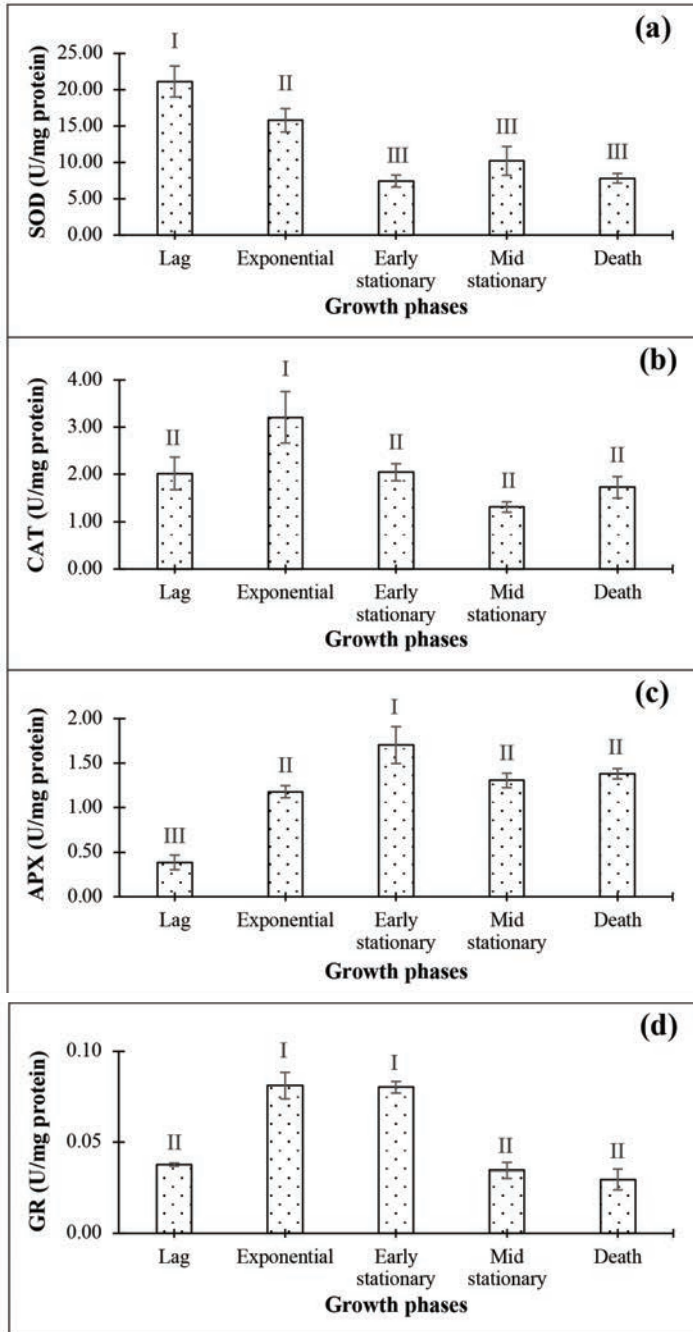 (a)
SOD (U/mg protein)
25.00
20.00
15.00
10.00
5.00
0.00
I
II
III
III
III
Lag
Exponential
Early stationary
Mid stationary
Death
Growth phases
(b)
CAT (U/mg protein)
4.00
3.00
2.00
1.00
0.00
II
I
II
II
II
Lag
Exponential
Early stationary
Mid stationary
Death
Growth phases
(c)
APX (U/mg protein)
2.00
1.50
1.00
0.50
0.00
III
II
I
II
II
Lag
Exponential
Early stationary
Mid stationary
Death
Growth phases
(d)
GR (U/mg protein)
0.10
0.05
0.00
II
I
I
II
II
Lag
Exponential
Early stationary
Mid stationary
Death
Growth phases